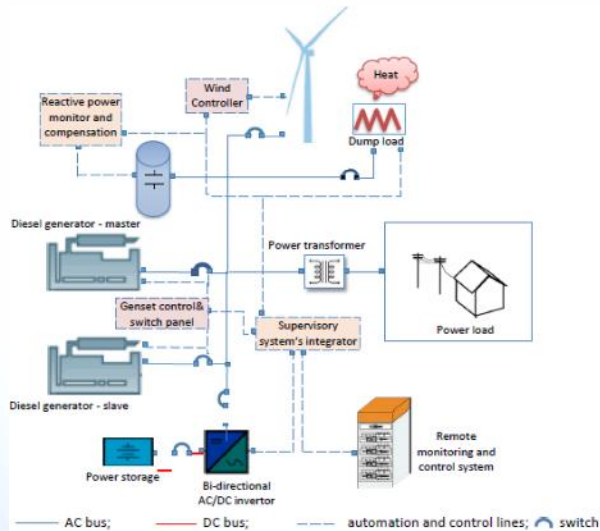 Wind
Controller
Heat
Reactive power
monitor and
compensation
Dump load
Diesel generator - master
Power transformer
Genset control&
switch panel
Supervisory
system's integrator
Power load
Diesel generator - slave
Power storage
Bi-directional
AC/DC invertor
Remote
monitoring and
control system
AC bus; DC bus; automation and control lines; switch